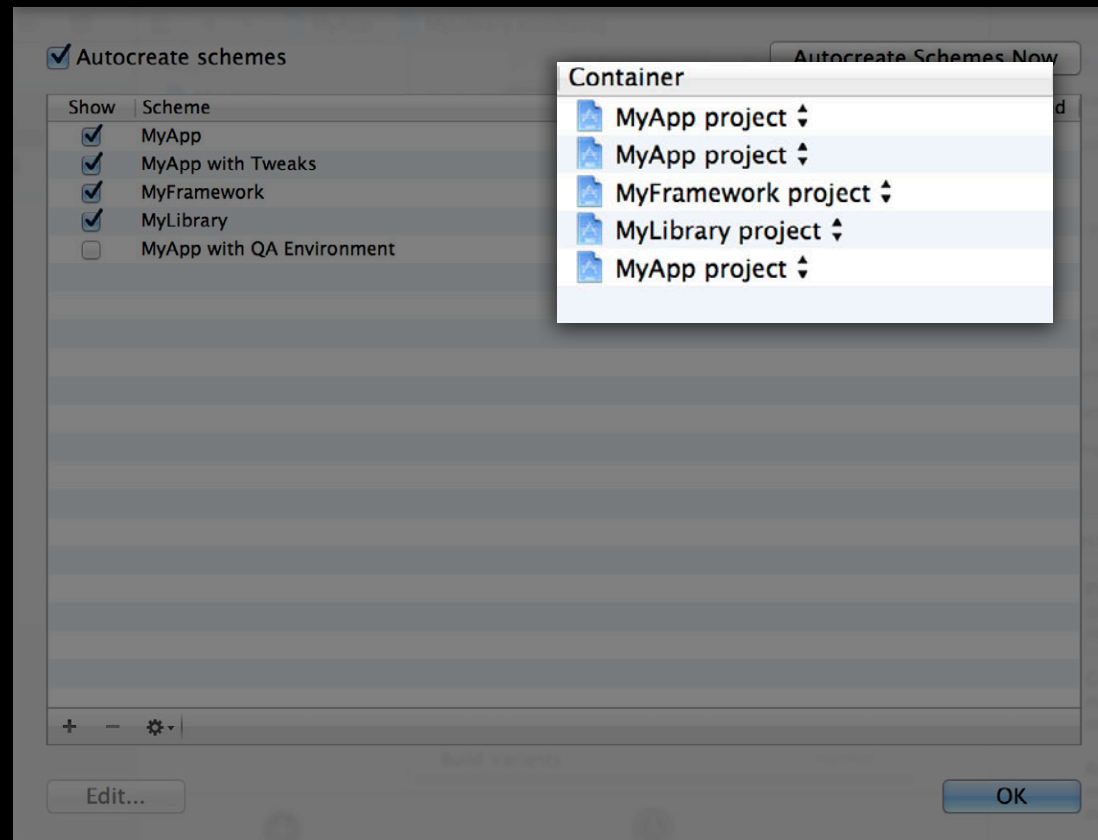 Autocreate schemes
Autocreate Schemes Now
Show Scheme Container
MyApp MyApp project
MyApp with Tweaks MyApp project
MyFramework MyFramework project
MyLibrary MyLibrary project
MyApp with QA Environment MyApp project
Edit...
OK